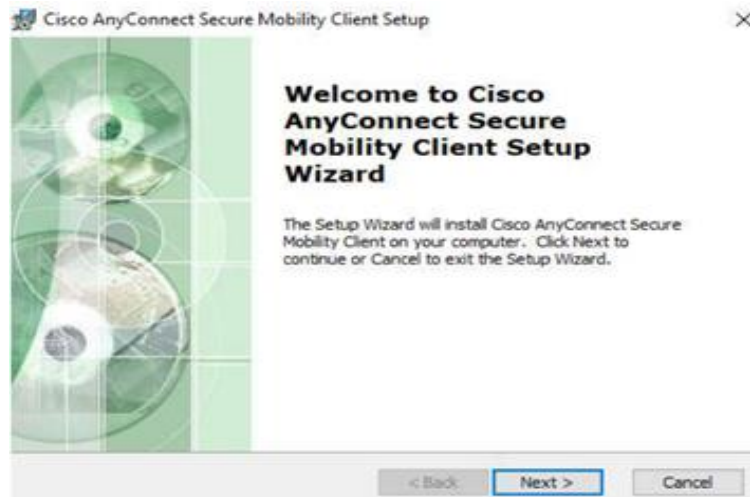 Cisco AnyConnect Secure Mobility Client Setup
Welcome to Cisco
AnyConnect Secure
Mobility Client Setup
Wizard
The Setup Wizard will install Cisco AnyConnect Secure
Mobility Client on your computer. Click Next to
continue or Cancel to exit the Setup Wizard.
< Back
Next >
Cancel